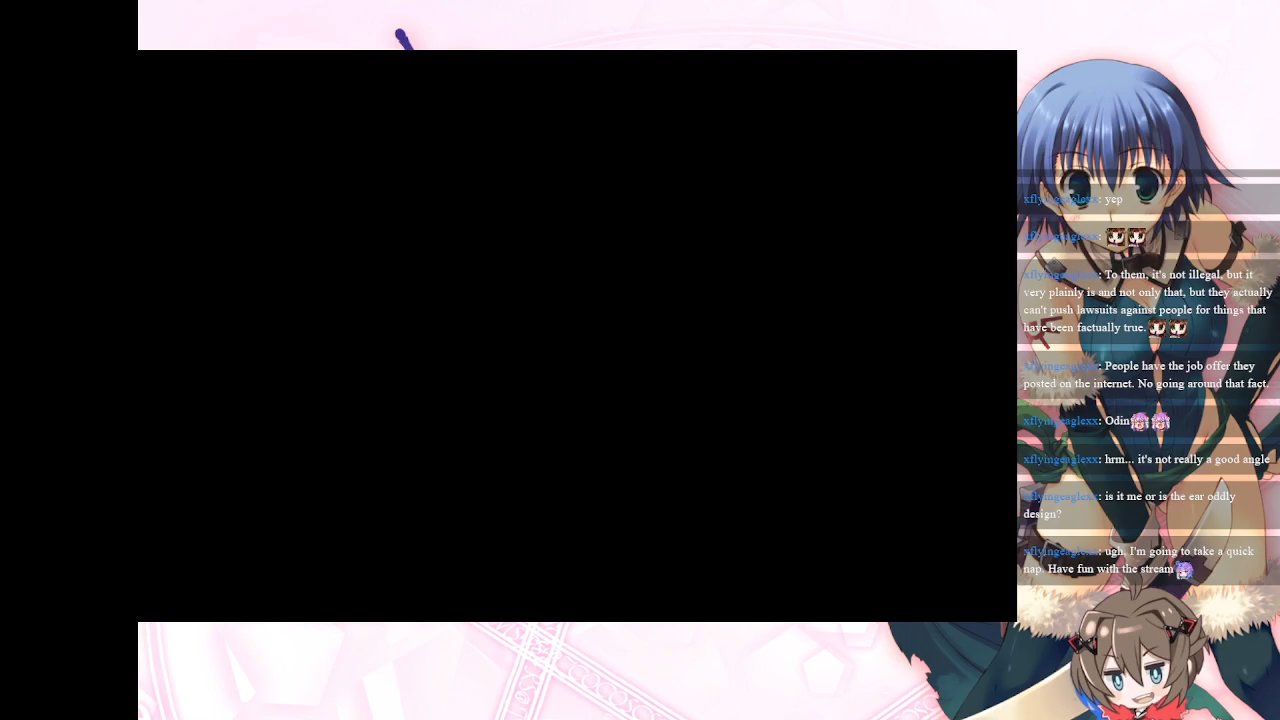 xflyingeaglexx: yep
xflyingeaglexx:
xflyingeaglexx: To them, it's not illegal, but it
very plainly is and not only that, but they actually
can't push lawsuits against people for things that
have been factually true.
xflyingeaglexx: People have the job offer they
posted on the internet. No going around that fact.
xflyingeaglexx: Odin
xflyingeaglexx: hrm... it's not really a good angle
xflyingeaglexx: is it me or is the ear oddly
design?
xflyingeaglexx: ugh, I'm going to take a quick
nap. Have fun with the stream